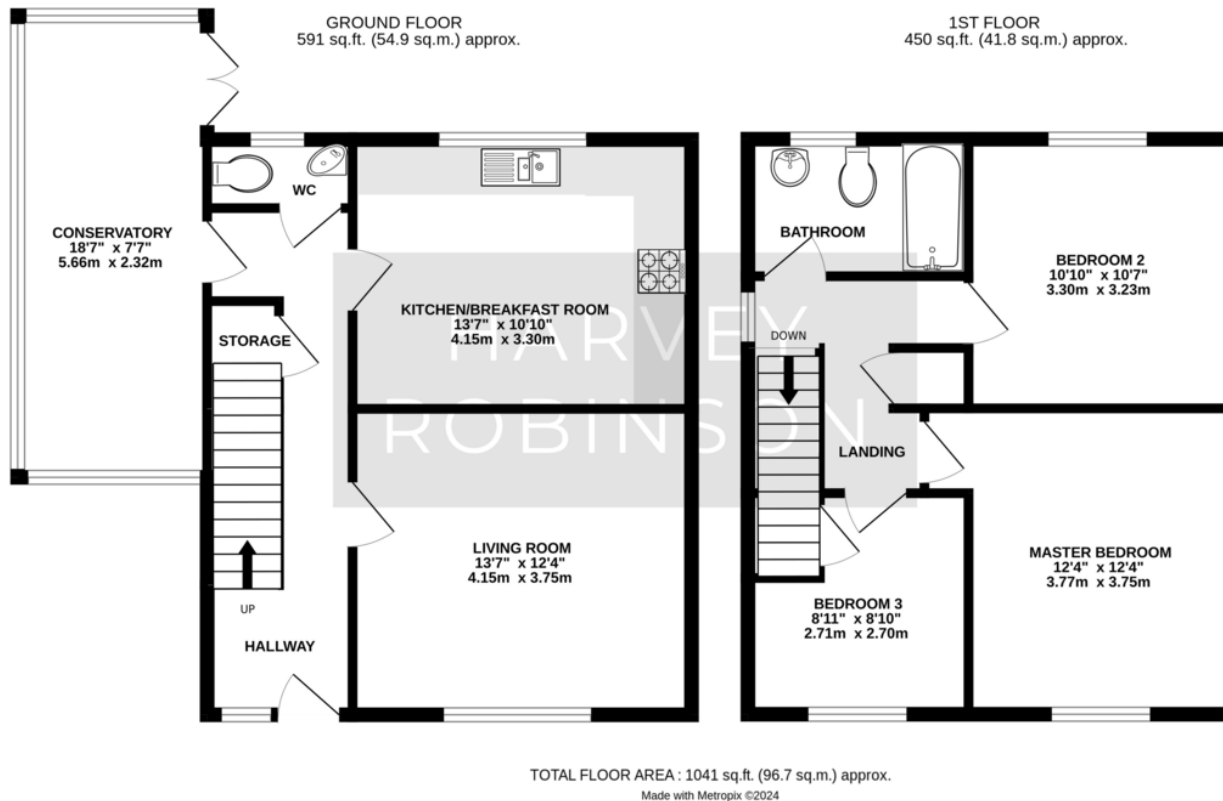 GROUND FLOOR
591 sq.ft. (54.9 sq.m.) approx.
1ST FLOOR
450 sq.ft. (41.8 sq.m.) approx.
WC
CONSERVATORY
18'7" x 7'7"
5.66m x 2.32m
KITCHEN/BREAKFAST ROOM
13'7" x 10'10"
4.15m x 3.30m
STORAGE
LIVING ROOM
13'7" x 12'4"
4.15m x 3.75m
UP
HALLWAY
BATHROOM
BEDROOM 2
10'10" x 10'7"
3.30m x 3.23m
DOWN
LANDING
MASTER BEDROOM
12'4" x 12'4"
3.77m x 3.75m
BEDROOM 3
8'11" x 8'10"
2.71m x 2.70m
HARVEY
ROBINSON
TOTAL FLOOR AREA : 1041 sq.ft. (96.7 sq.m.) approx.
Made with Metropix ©2024